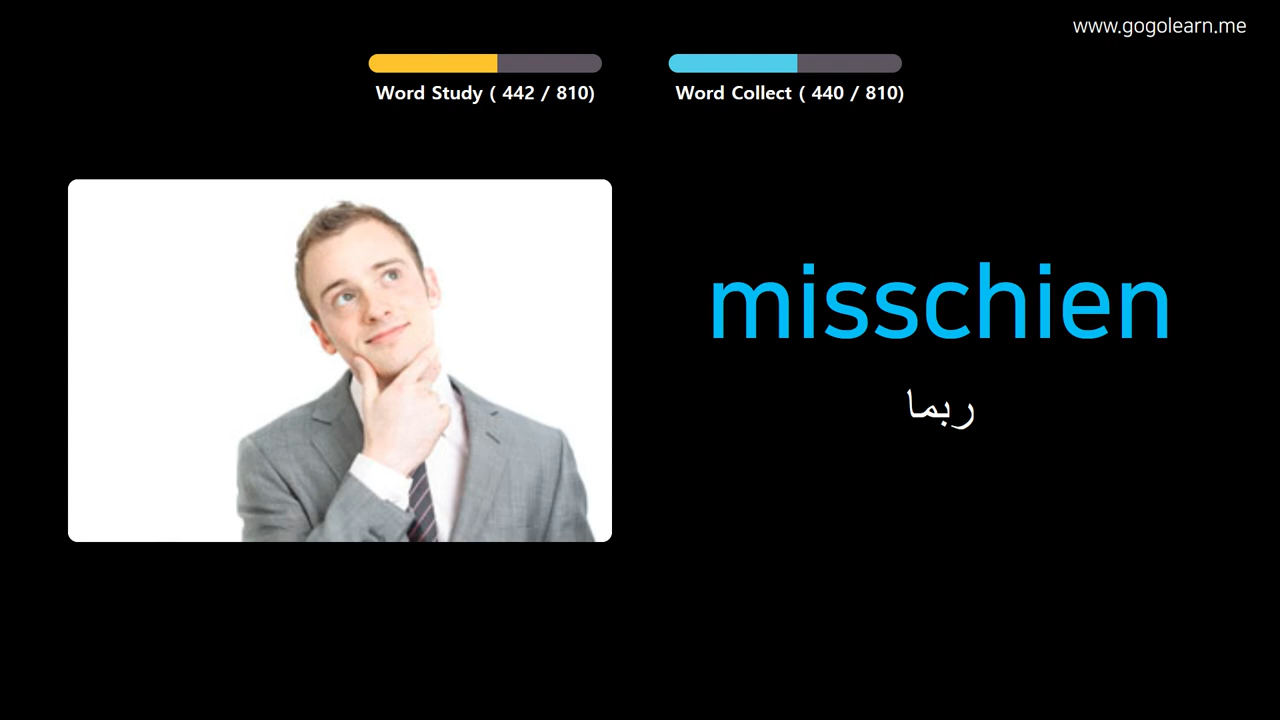 www.gogolearn.me
Word Study ( 442 / 810)
Word Collect ( 440 / 810)
misschien
ربما